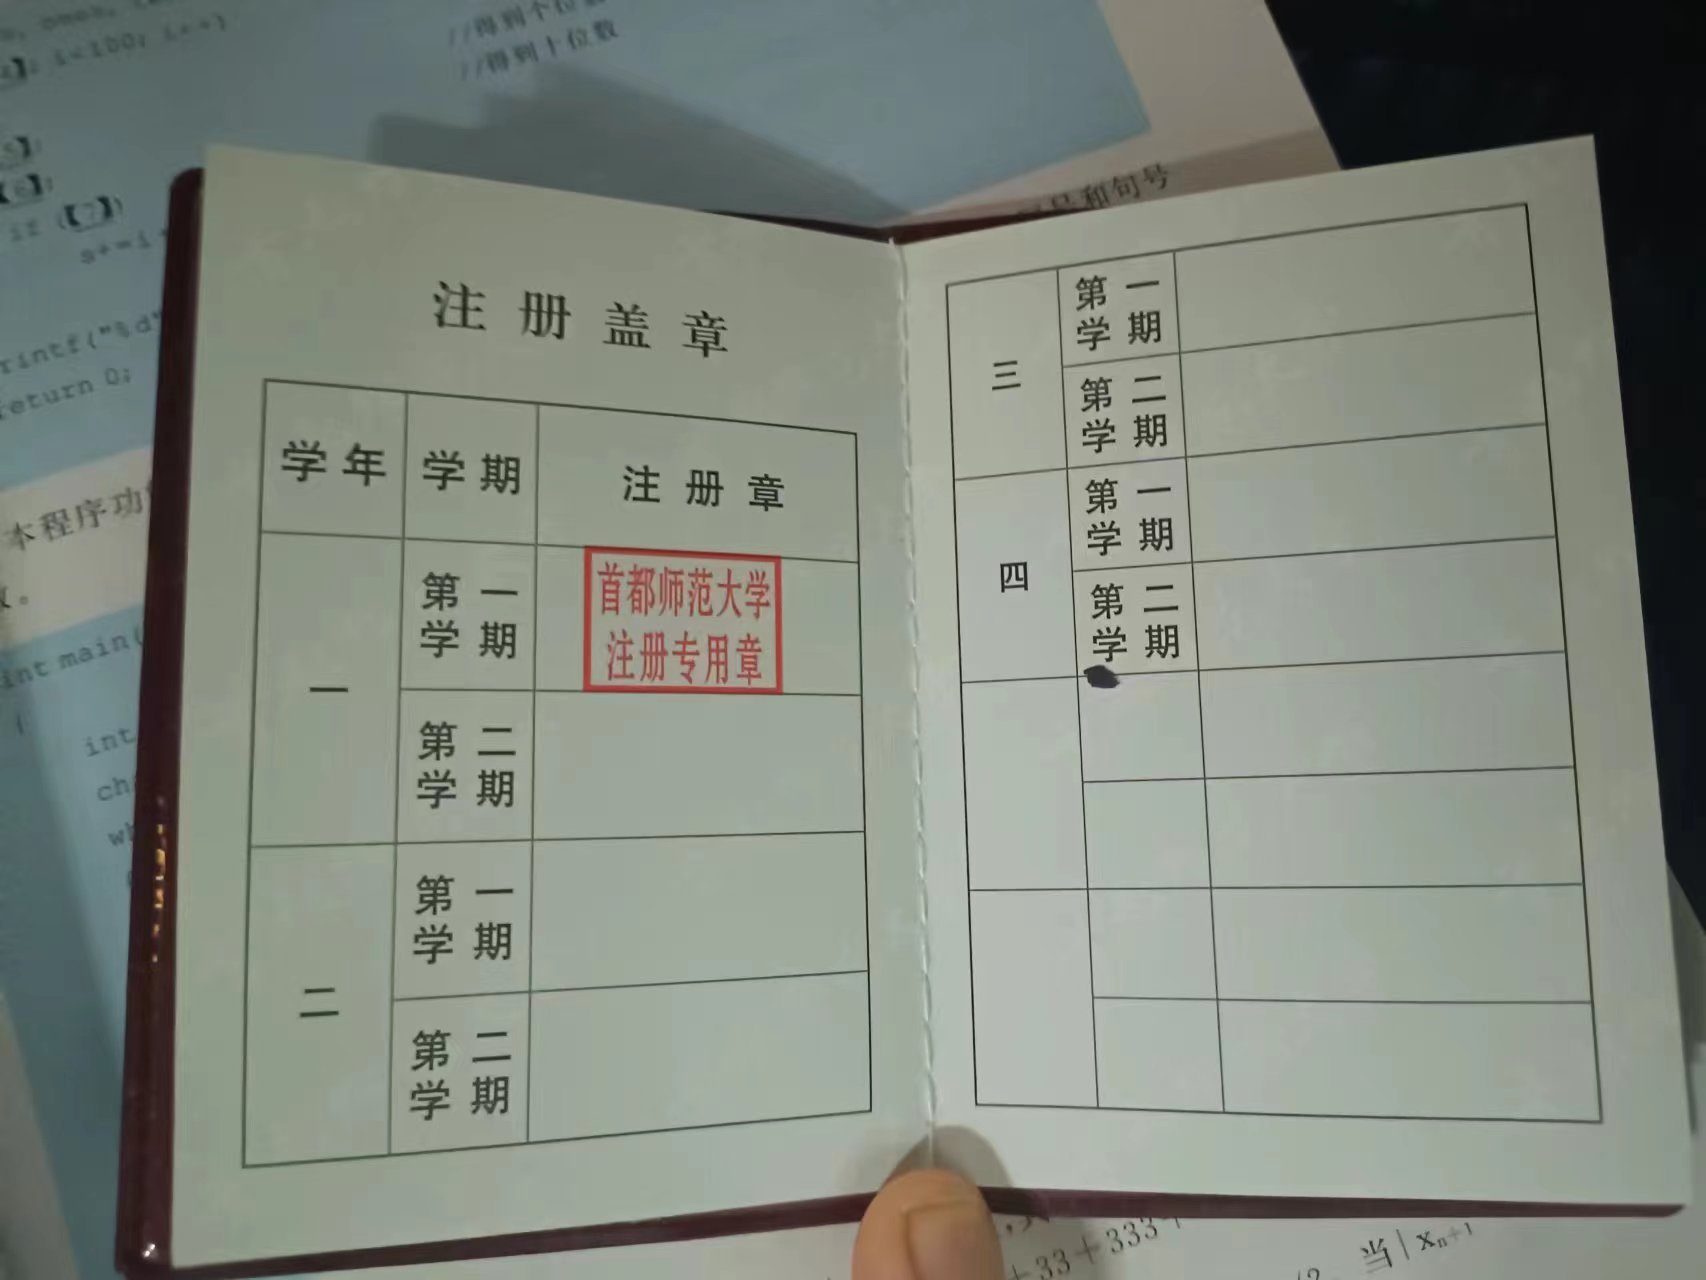 //得到个位数
//得到十位数
i<100; i++)
5】;
【6】;
if (【7】)
printf("%d"
return 0;
本程序功
int main(
int
号和句号
注册盖章
学年 学期 注册章
一
第一学期
首都师范大学
注册专用章
第二学期
二
第一学期
第二学期
三
第一学期
第二学期
四
第一学期
第二学期
+33+333+
当|xn+1